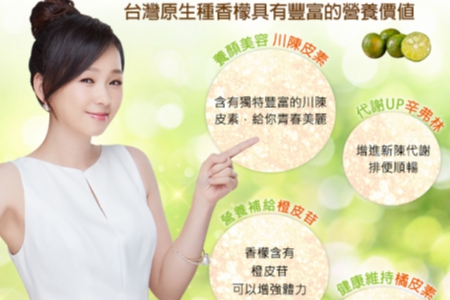 台灣原生種香檬具有豐富的營養價值
養顏美容 川陳皮素
含有獨特豐富的川陳
皮素，給你青春美麗
代謝UP辛弗林
增進新陳代謝
排便順暢
營養補給橙皮苷
香檬含有
橙皮苷
可以增強體力
健康維持橘皮素